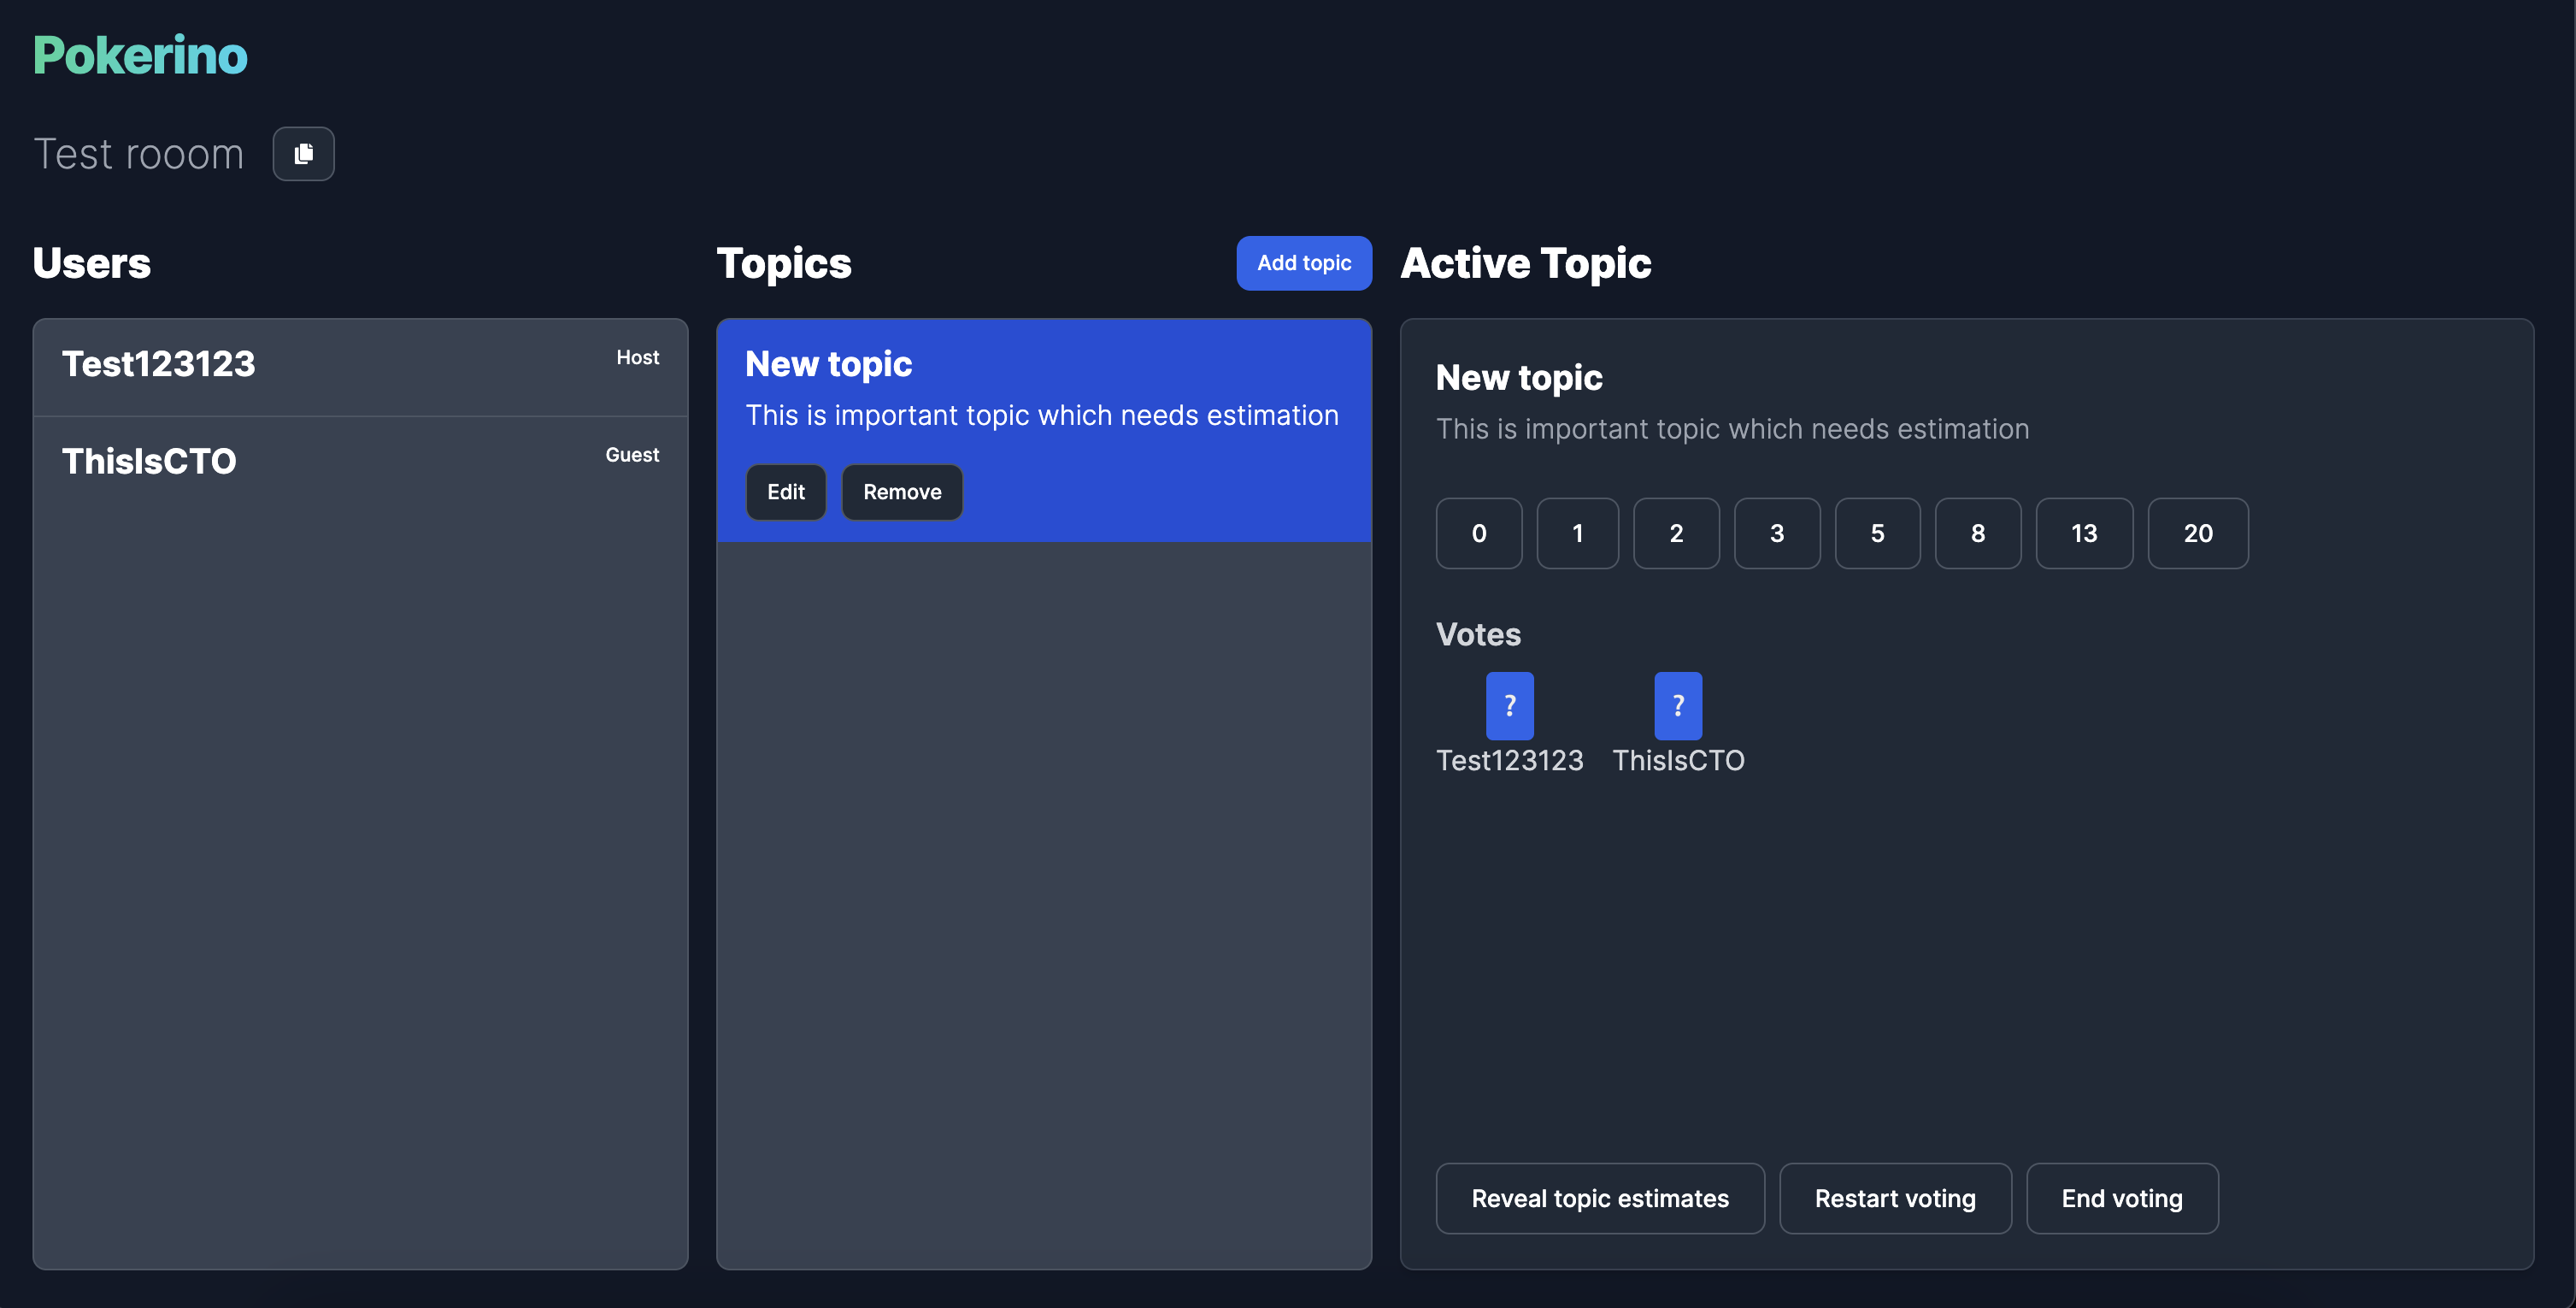 Pokerino
Test rooom
Users
Test123123
Host
ThisIsCTO
Guest
Topics
Add topic
New topic
This is important topic which needs estimation
Edit
Remove
Active Topic
New topic
This is important topic which needs estimation
0 1 2 3 5 8 13 20
Votes
? ?
Test123123 ThisIsCTO
Reveal topic estimates
Restart voting
End voting